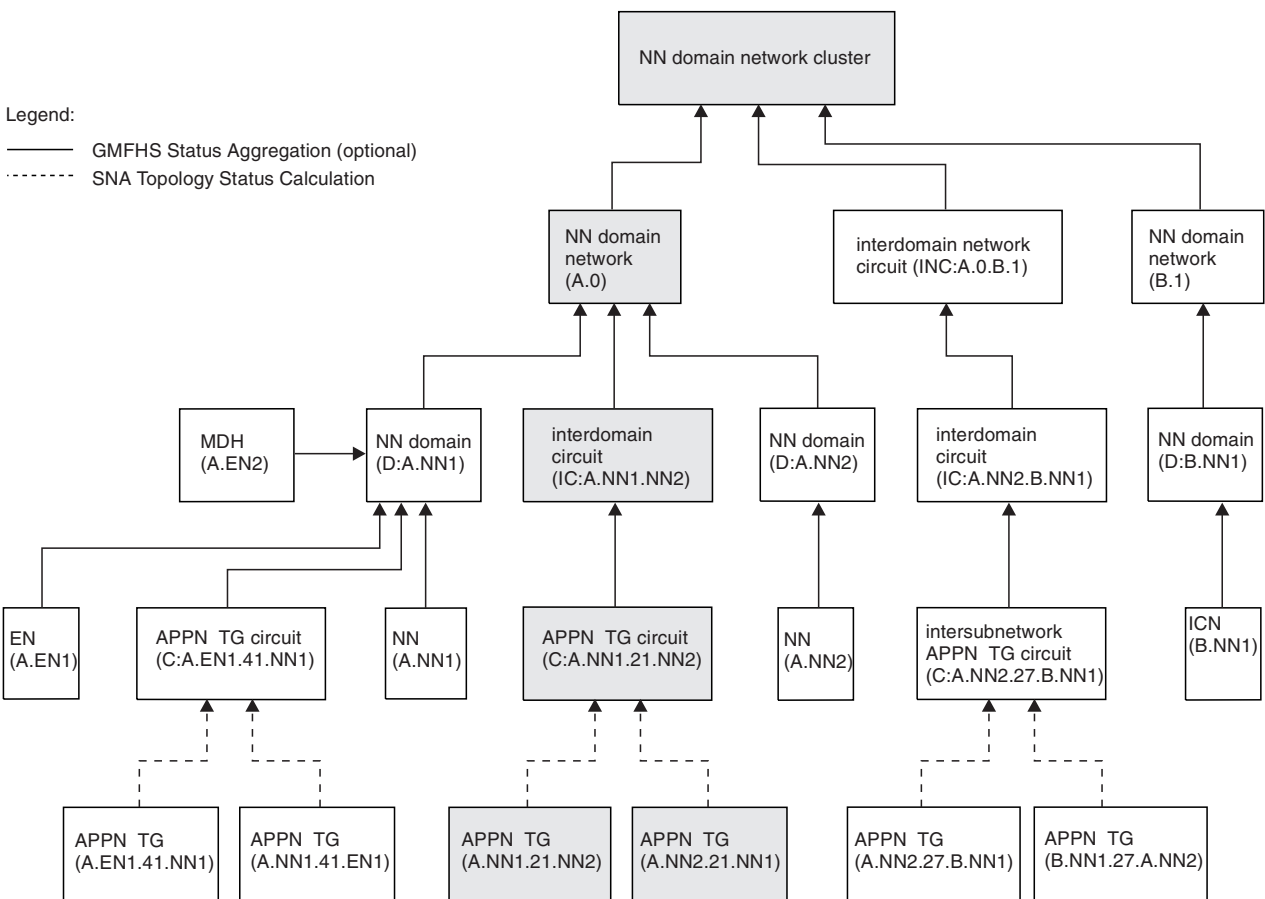 NN domain network cluster
Legend:
GMFHS Status Aggregation (optional)
SNA Topology Status Calculation
NN domain
network
(A.0)
interdomain network
circuit (INC:A.0.B.1)
NN domain
network
(B.1)
MDH
(A.EN2)
NN domain
(D:A.NN1)
interdomain
circuit
(IC:A.NN1.NN2)
NN domain
(D:A.NN2)
interdomain
circuit
(IC:A.NN2.B.NN1)
NN domain
(D:B.NN1)
EN
(A.EN1)
APPN TG circuit
(C:A.EN1.41.NN1)
NN
(A.NN1)
APPN TG circuit
(C:A.NN1.21.NN2)
NN
(A.NN2)
intersubnetwork
APPN TG circuit
(C:A.NN2.27.B.NN1)
ICN
(B.NN1)
APPN TG
(A.EN1.41.NN1)
APPN TG
(A.NN1.41.EN1)
APPN TG
(A.NN1.21.NN2)
APPN TG
(A.NN2.21.NN1)
APPN TG
(A.NN2.27.B.NN1)
APPN TG
(B.NN1.27.A.NN2)